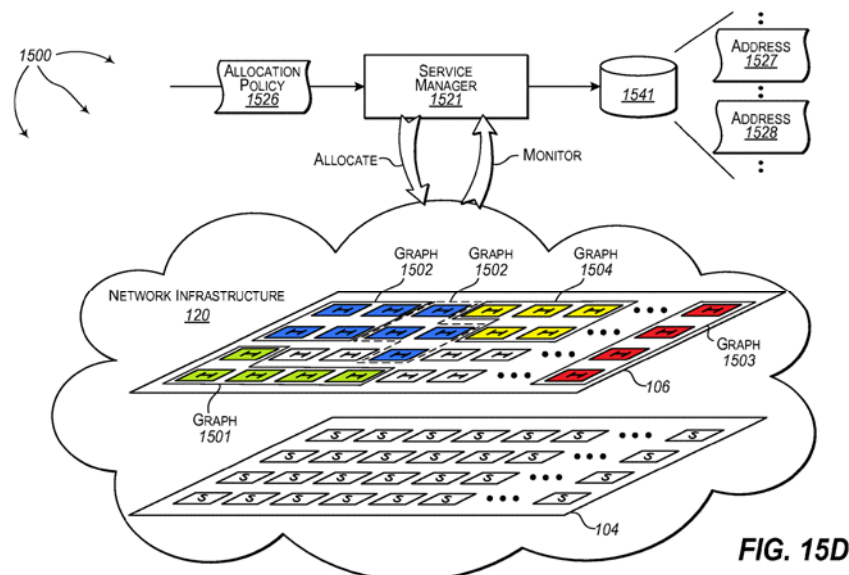 1500
ALLOCATION
POLICY
1526
SERVICE
MANAGER
1521
1541
ADDRESS
1527
ADDRESS
1528
ALLOCATE
MONITOR
NETWORK INFRASTRUCTURE
120
GRAPH
1502
GRAPH
1502
GRAPH
1504
H H H H H H ••• H
H H H H H H ••• H
H H H H H H ••• H
H H H H H H ••• H
GRAPH
1503
106
GRAPH
1501
S S S S S S ••• S
S S S S S S ••• S
S S S S S S ••• S
S S S S S S ••• S
104
FIG. 15D